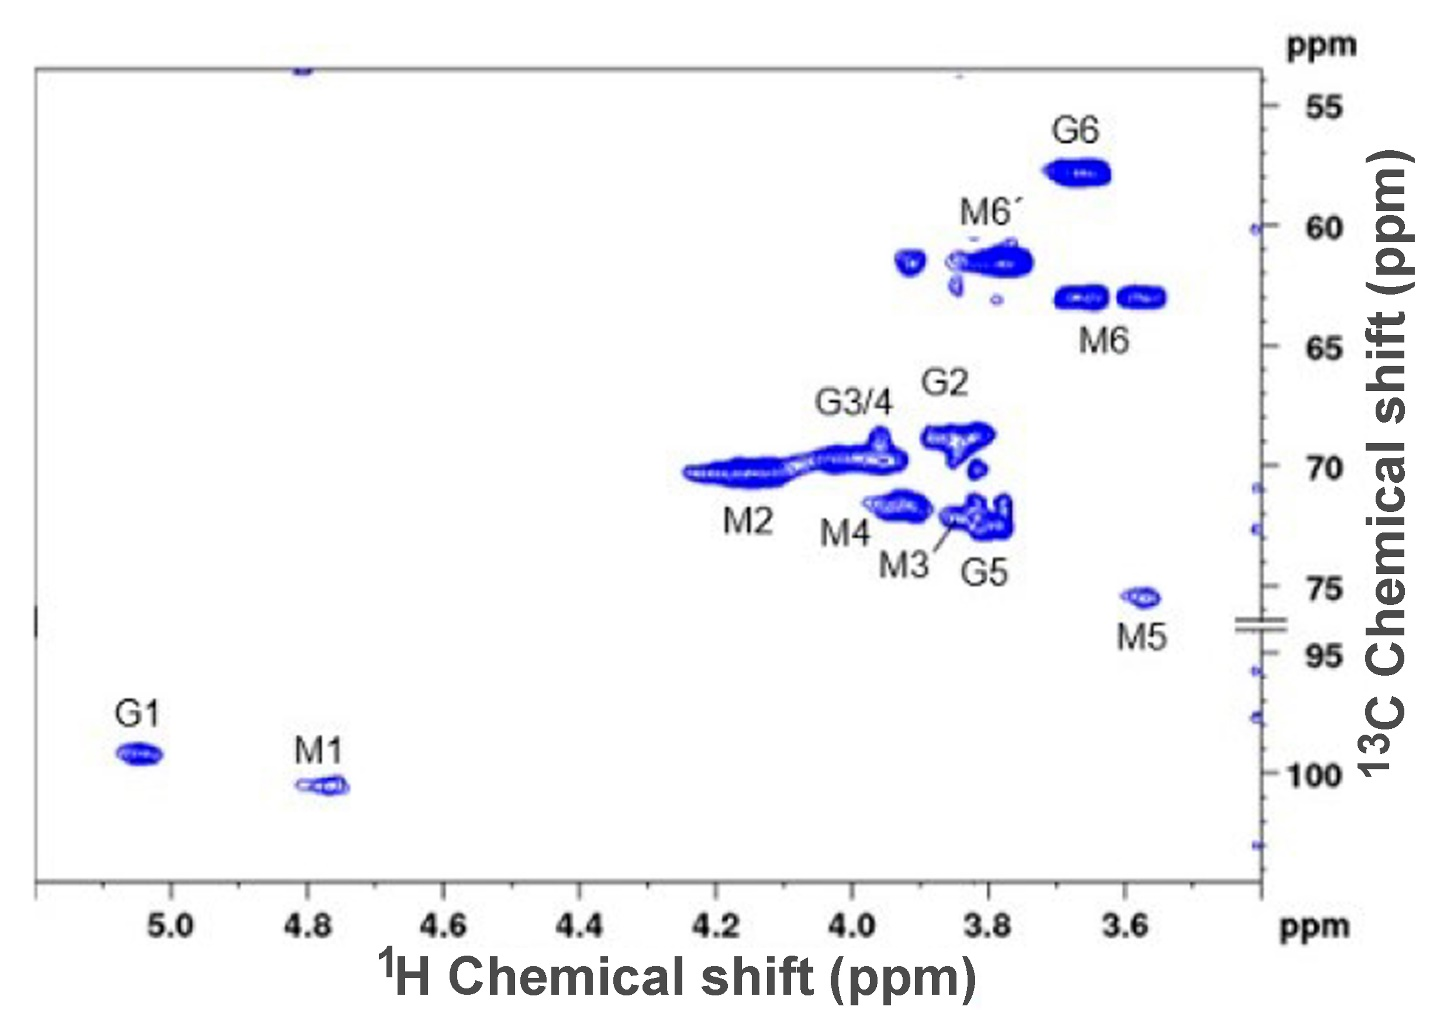 ppm
55
G6
M6´
60
M6
65
G2
G3/4
70
M2
M4
M3
G5
75
M5
95
G1
M1
100
13C Chemical shift (ppm)
5.0 4.8 4.6 4.4 4.2 4.0 3.8 3.6 ppm
1H Chemical shift (ppm)